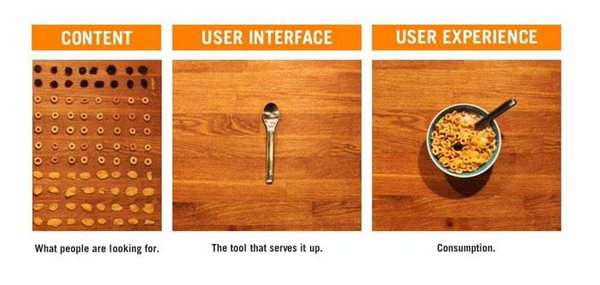 CONTENT
USER INTERFACE
USER EXPERIENCE
What people are looking for.
The tool that serves it up.
Consumption.